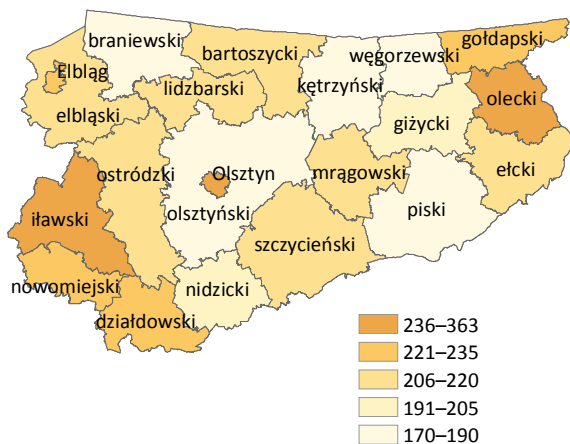 braniewski
bartoszycki
węgorzewski
gołdapski
Elbląg
lidzbarski
kętrzyński
olecki
elbląski
giżycki
ostródzki
Olsztyn
mrągowski
ełcki
iławski
olsztyński
piski
szczycieński
nowomiejski
nidzicki
działdowski
236–363
221–235
206–220
191–205
170–190